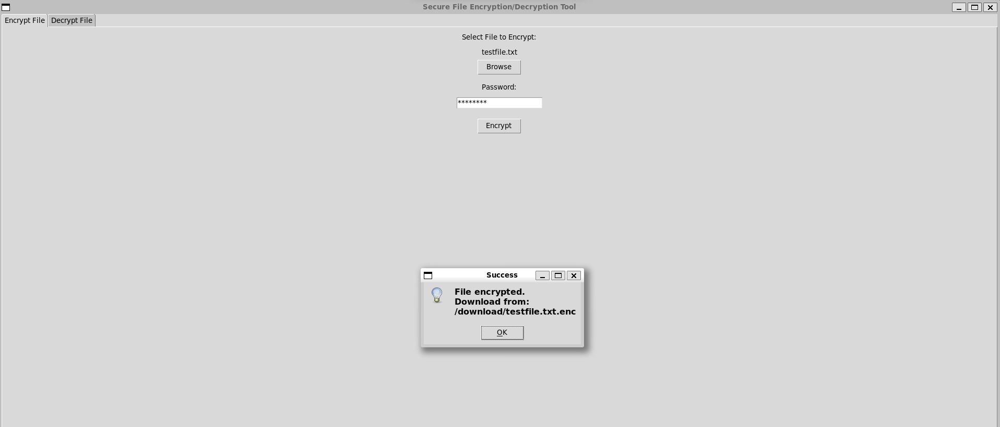 Secure File Encryption/Decryption Tool
Encrypt File Decrypt File
Select File to Encrypt:
testfile.txt
Browse
Password:
********
Encrypt
Success
File encrypted.
Download from:
/download/testfile.txt.enc
OK